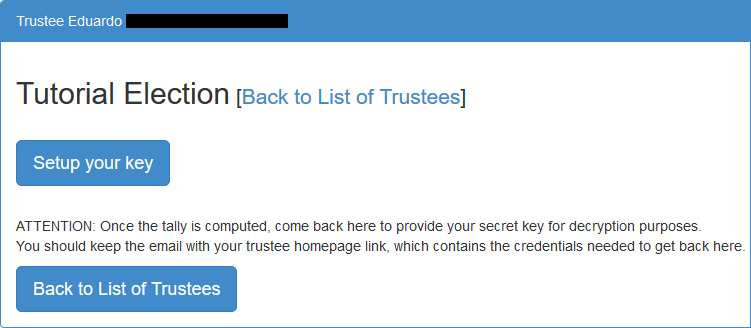 Trustee Eduardo
Tutorial Election [Back to List of Trustees]
Setup your key
ATTENTION: Once the tally is computed, come back here to provide your secret key for decryption purposes.
You should keep the email with your trustee homepage link, which contains the credentials needed to get back here.
Back to List of Trustees